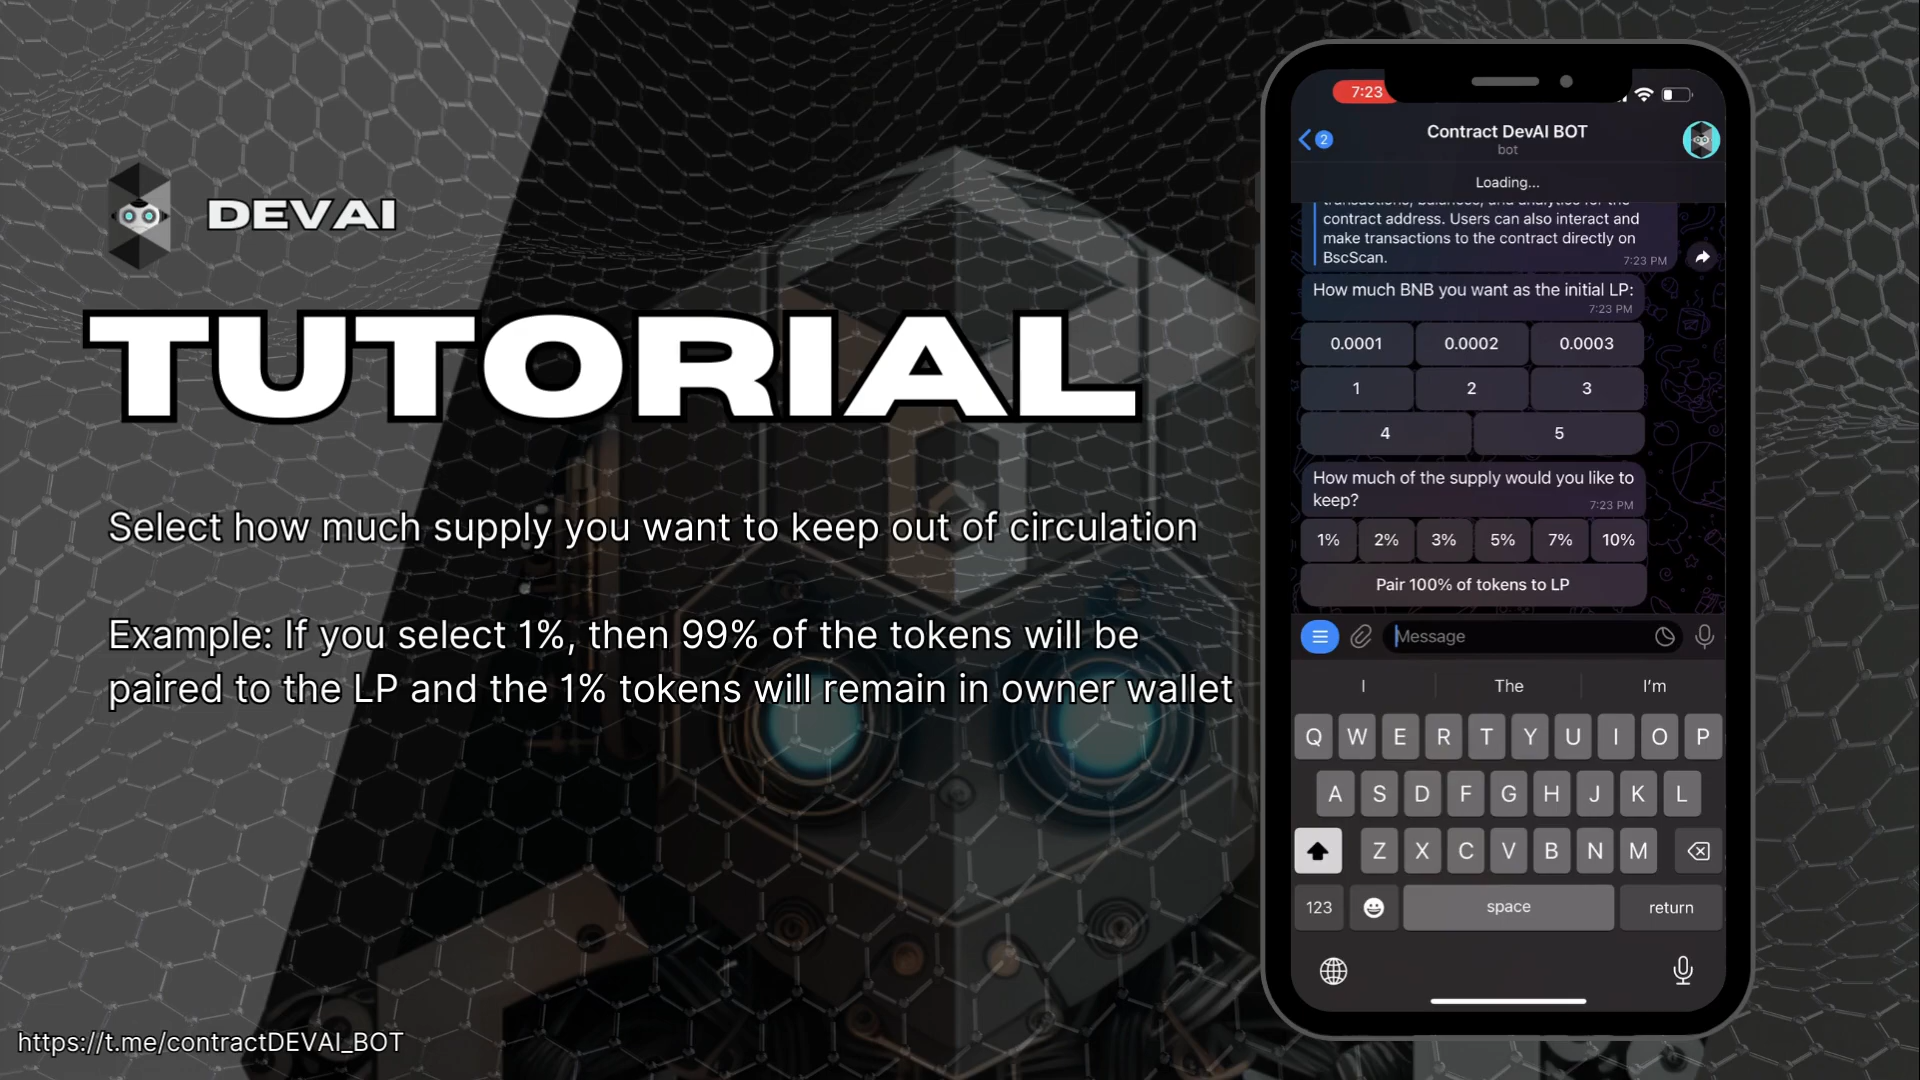 DEVAI
TUTORIAL
Select how much supply you want to keep out of circulation
Example: If you select 1%, then 99% of the tokens will be
paired to the LP and the 1% tokens will remain in owner wallet
https://t.me/contractDEVAI_BOT
7:23
2
Contract DevAI BOT
bot
Loading...
contract address. Users can also interact and
make transactions to the contract directly on
BscScan.
7:23 PM
How much BNB you want as the initial LP:
7:23 PM
0.0001 0.0002 0.0003
1 2 3
4 5
How much of the supply would you like to
keep?
7:23 PM
1% 2% 3% 5% 7% 10%
Pair 100% of tokens to LP
Message
I The I'm
Q W E R T Y U I O P
A S D F G H J K L
Z X C V B N M
123 space return